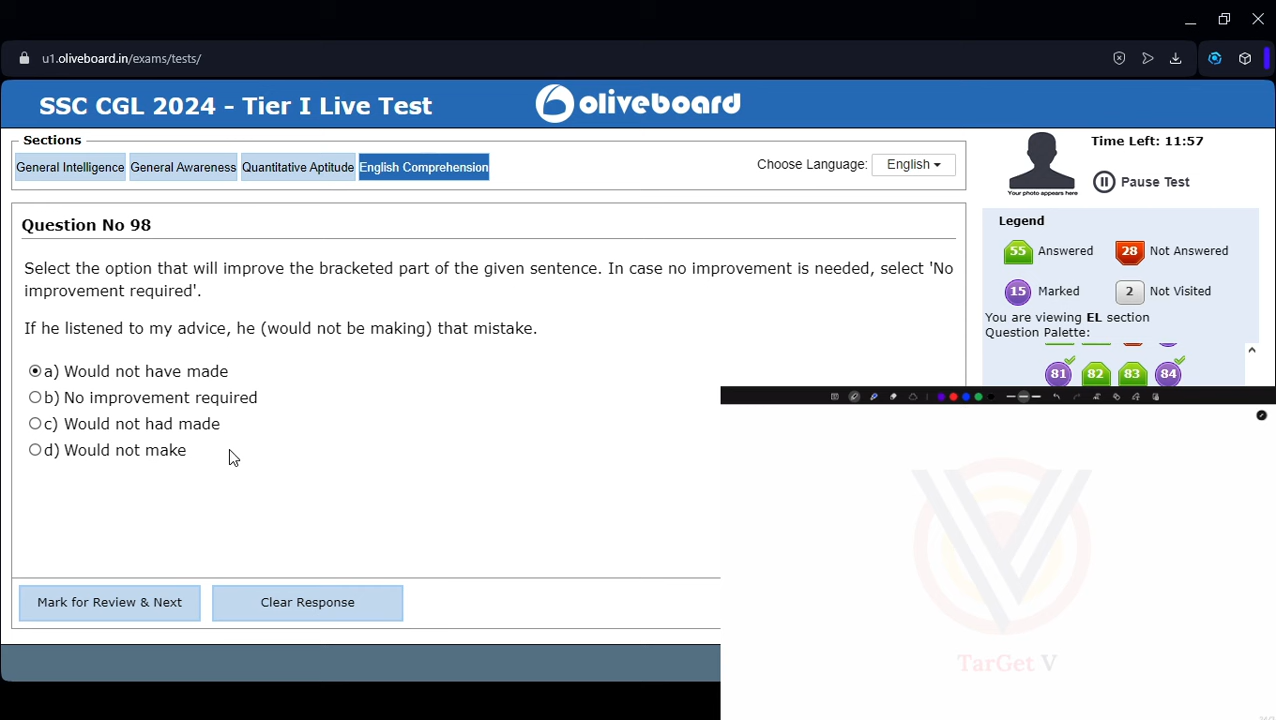 u1.oliveboard.in/exams/tests/
SSC CGL 2024 - Tier I Live Test
oliveboard
Sections
General Intelligence
General Awareness
Quantitative Aptitude
English Comprehension
Choose Language:
English
Your photo appears here
Time Left: 11:57
Pause Test
Question No 98
Select the option that will improve the bracketed part of the given sentence. In case no improvement is needed, select 'No
improvement required'.
If he listened to my advice, he (would not be making) that mistake.
a) Would not have made
b) No improvement required
c) Would not had made
d) Would not make
Mark for Review & Next
Clear Response
Legend
55 Answered
28 Not Answered
15 Marked
2 Not Visited
You are viewing EL section
Question Palette:
81 82 83 84
TarGet V